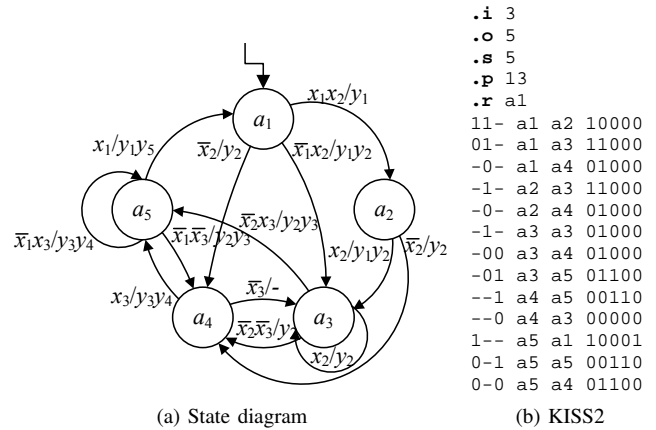 a₁
x₁x₂/y₁
x̅₂/y₂
x̅₁x₂/y₁y₂
x₁/y₁y₅
a₅
a₂
x̅₂x₃/y₂y₃
x̅₁x₃/y₃y₄
x̅₁x̅₃/y₂y₃
x₂/y₁y₂
x̅₂/y₂
x₃/y₃y₄
x̅₃/-
a₄
a₃
x̅₂x̅₃/y₂
x₂/y₂
(a) State diagram
.i 3
.o 5
.s 5
.p 13
.r a1
11- a1 a2 10000
01- a1 a3 11000
-0- a1 a4 01000
-1- a2 a3 11000
-0- a2 a4 01000
-1- a3 a3 01000
-00 a3 a4 01000
-01 a3 a5 01100
--1 a4 a5 00110
--0 a4 a3 00000
1-- a5 a1 10001
0-1 a5 a5 00110
0-0 a5 a4 01100
(b) KISS2